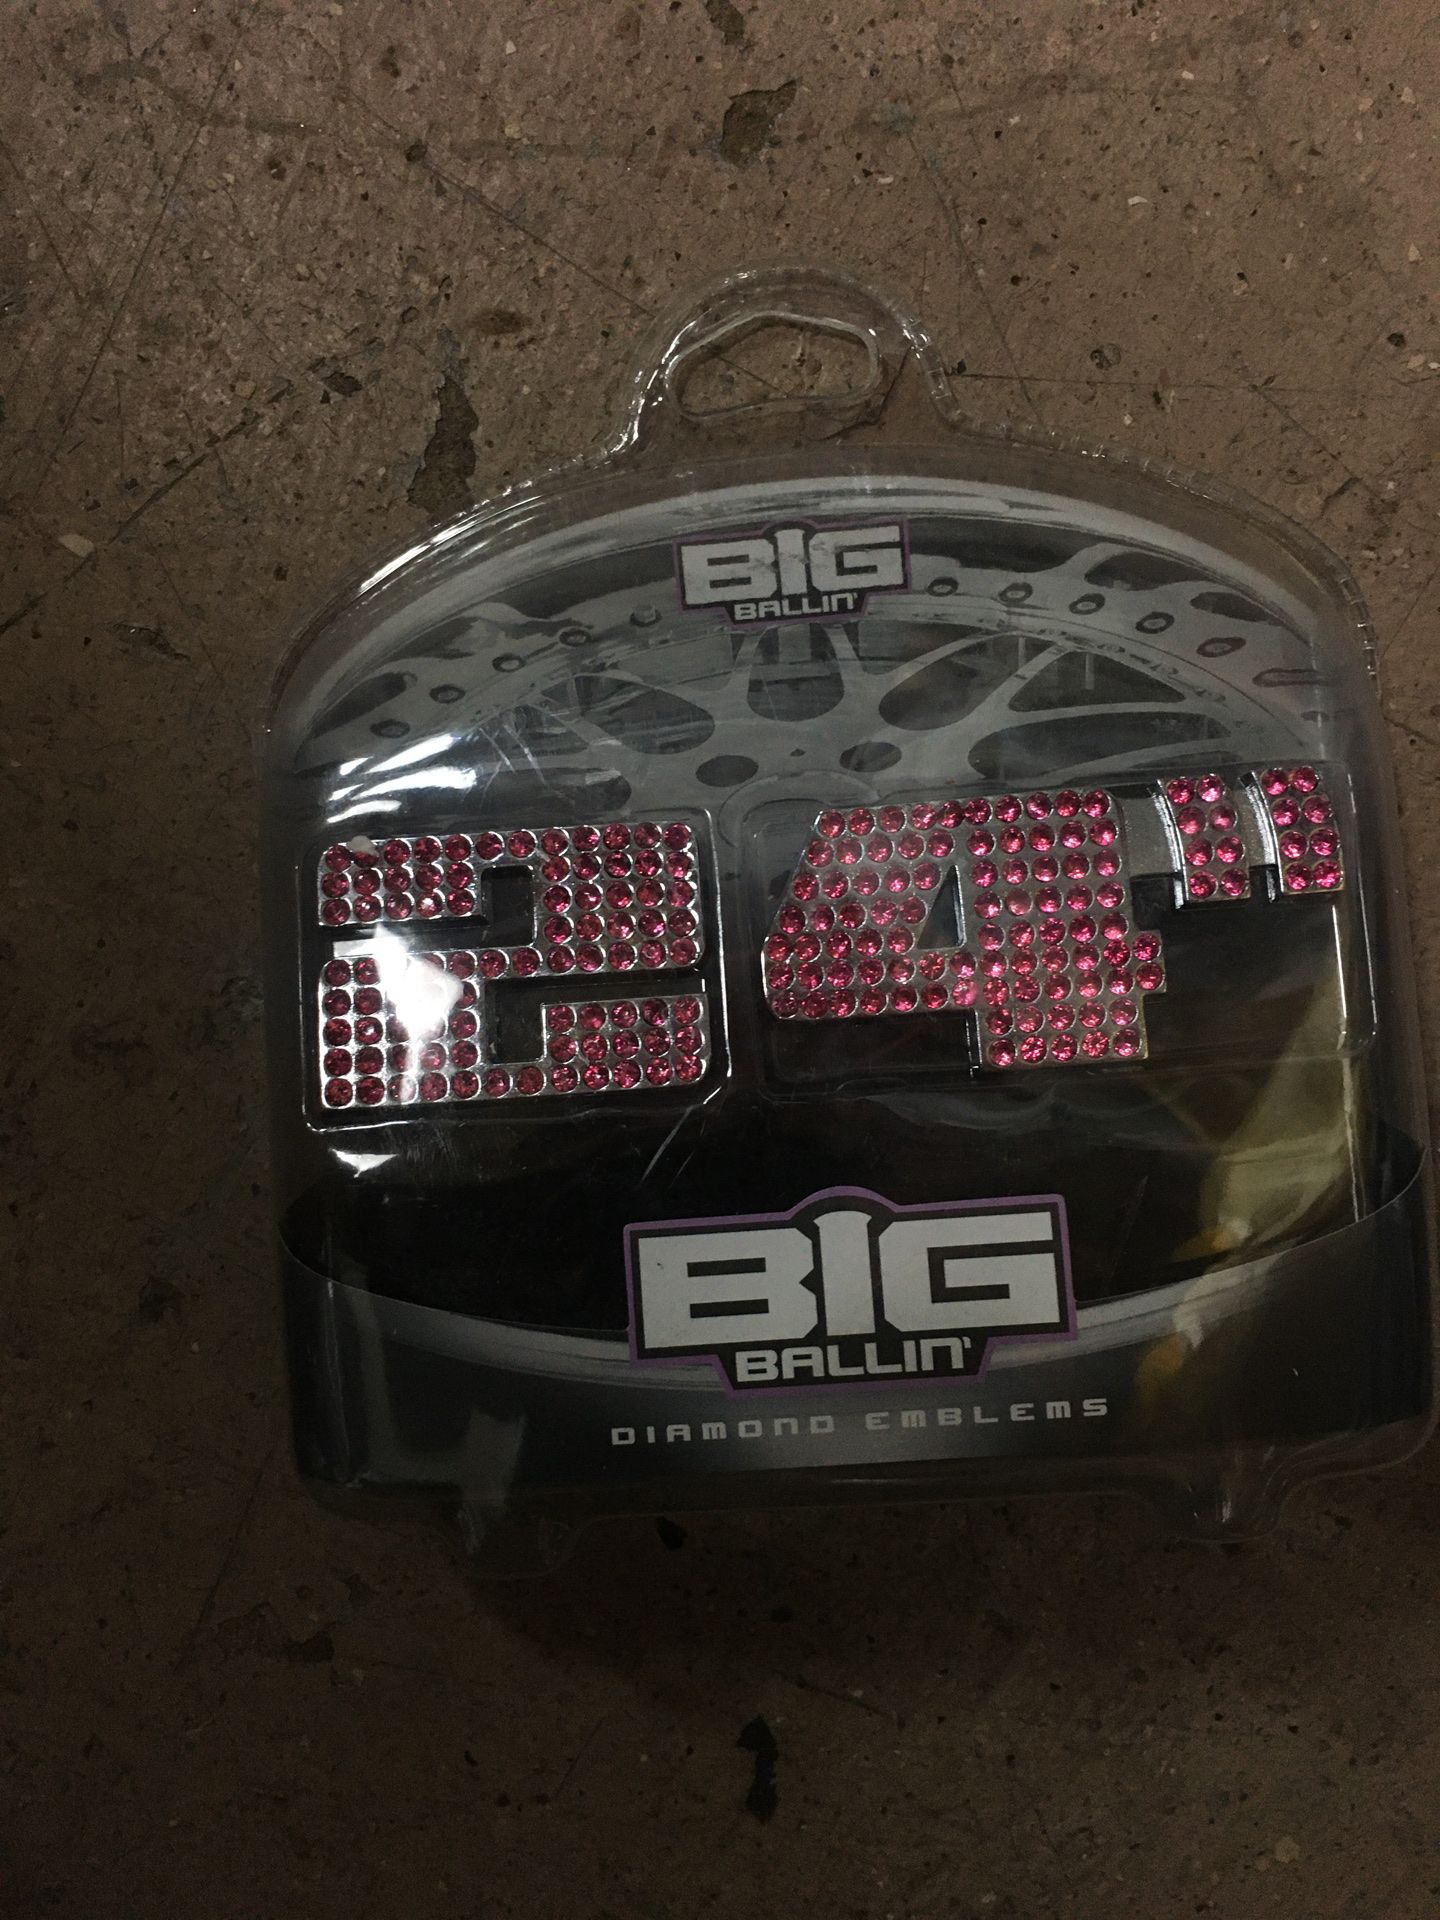 BIG
BALLIN'
24"
BIG
BALLIN'
DIAMOND EMBLEMS